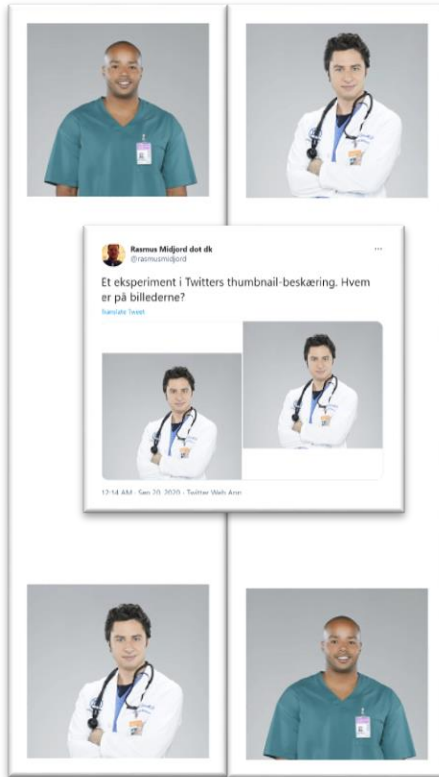 Rasmus Midjord dot dk
@rasmusmidjord
Et eksperiment i Twitters thumbnail-beskæring. Hvem
er på billederne?
Translate Tweet
12:14 AM · Sep 20, 2020 · Twitter Web App